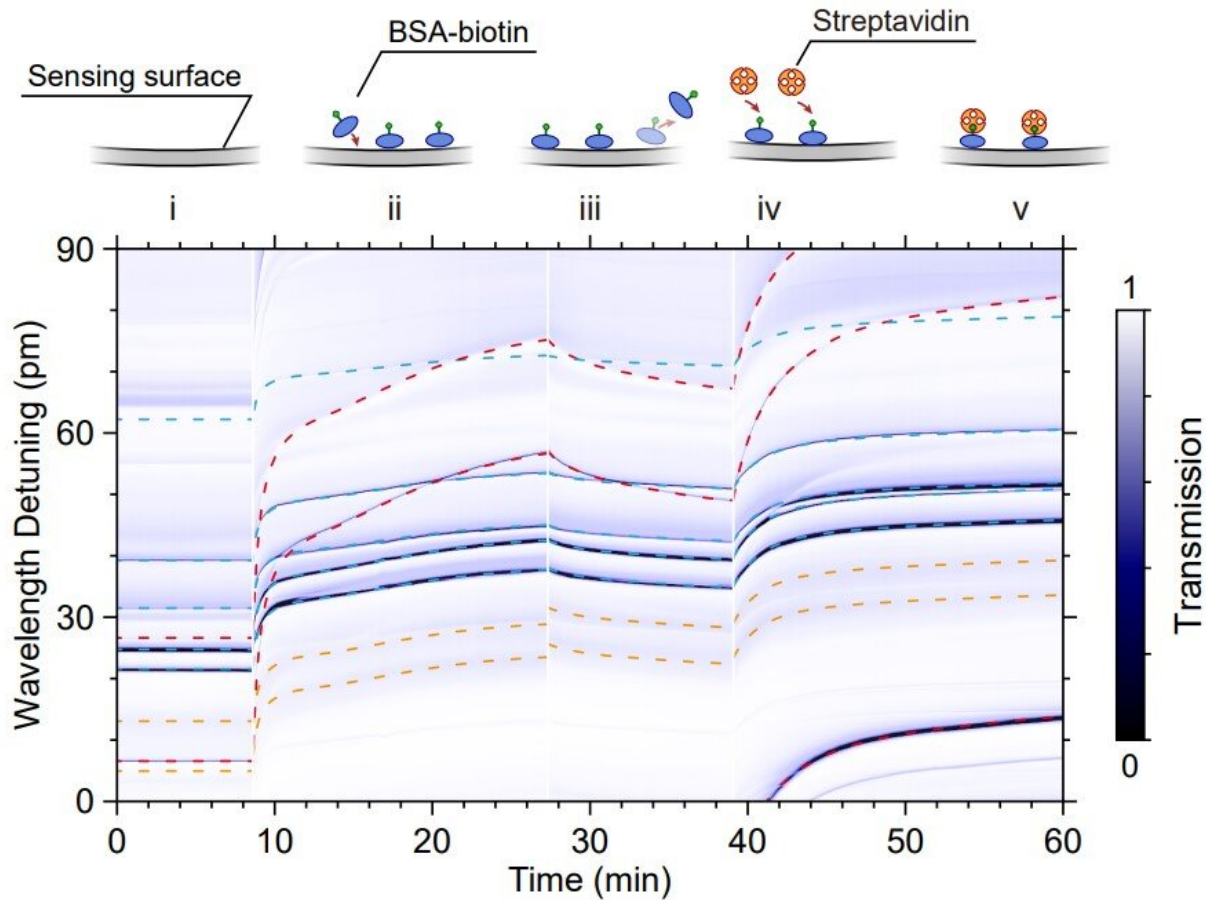 BSA-biotin
Streptavidin
Sensing surface
i ii iii iv v
90
60
30
0
Wavelength Detuning (pm)
0 10 20 30 40 50 60
Time (min)
1
0
Transmission